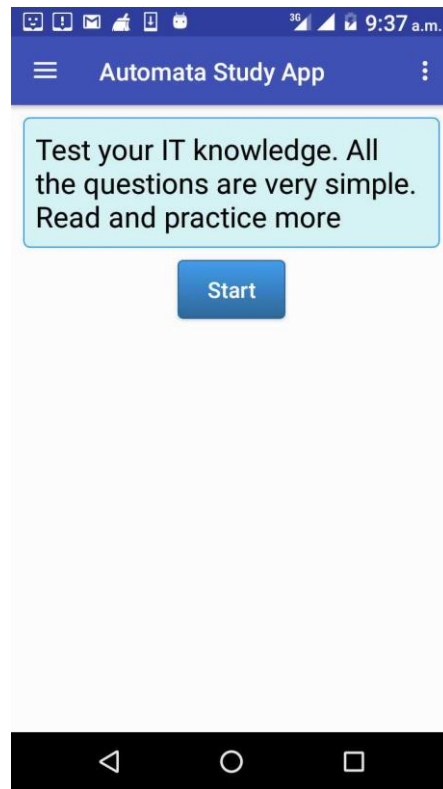 3G 9:37 a.m.
Automata Study App
Test your IT knowledge. All
the questions are very simple.
Read and practice more
Start